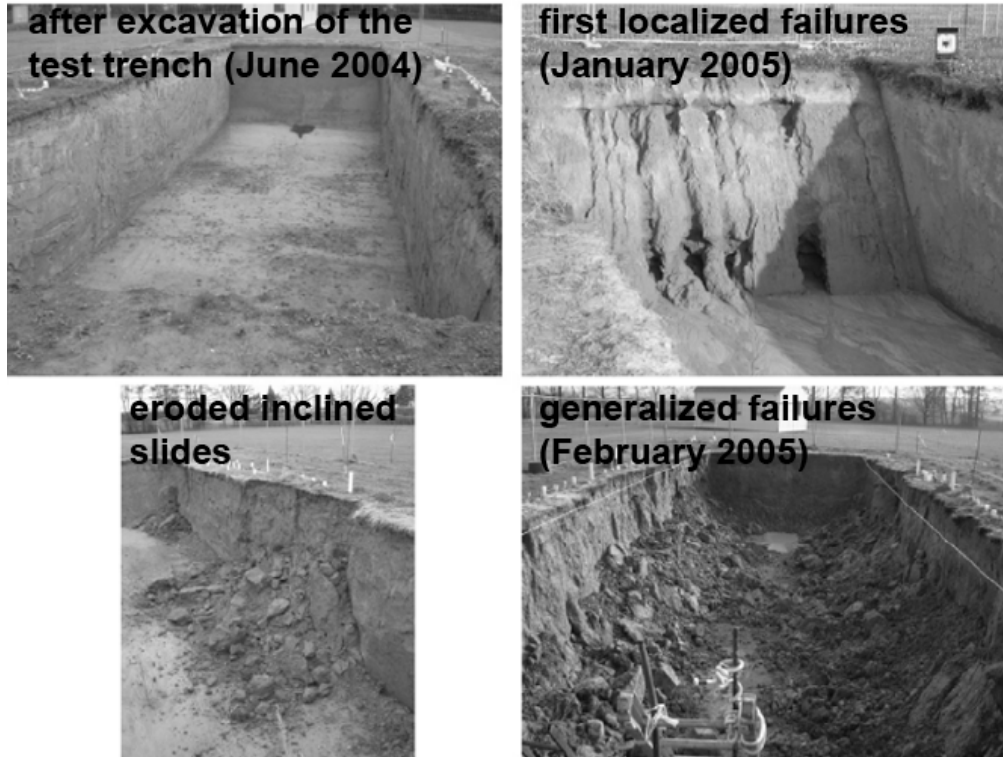 after excavation of the
test trench (June 2004)
first localized failures
(January 2005)
eroded inclined
slides
generalized failures
(February 2005)